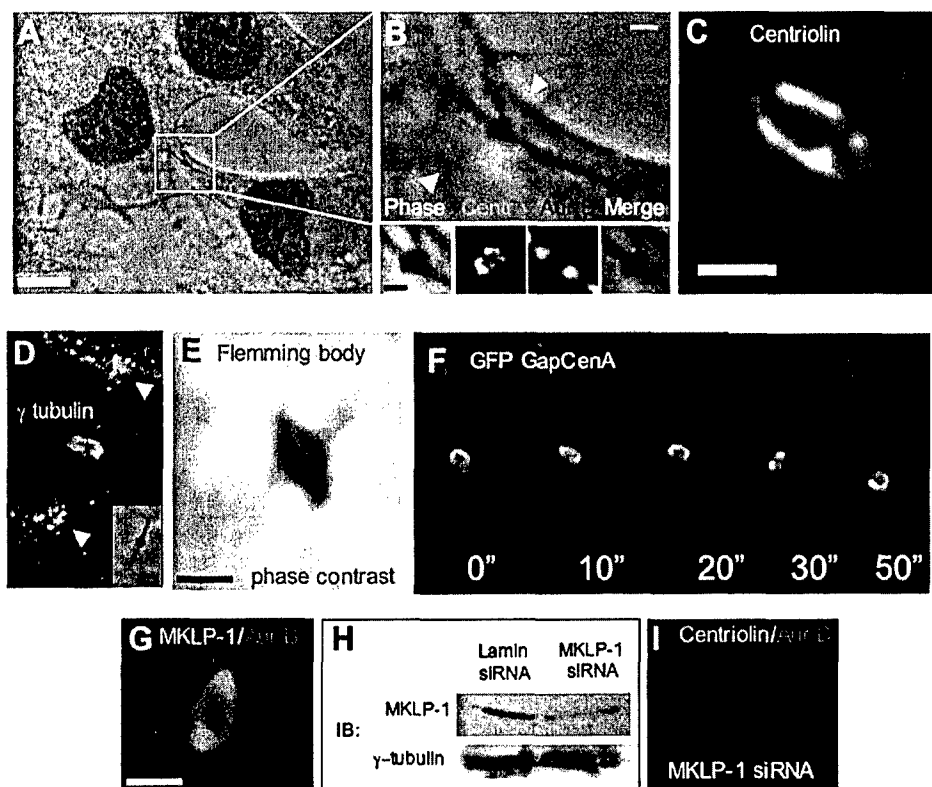 A
B
Phase Merge
C
Centriolin
D
γ tubulin
E
Flemming body
phase contrast
F
GFP GapCenA
0" 10" 20" 30" 50"
G
MKLP-1/
H
Lamin siRNA
MKLP-1 siRNA
IB:
MKLP-1
γ-tubulin
I
Centriolin/
MKLP-1 siRNA